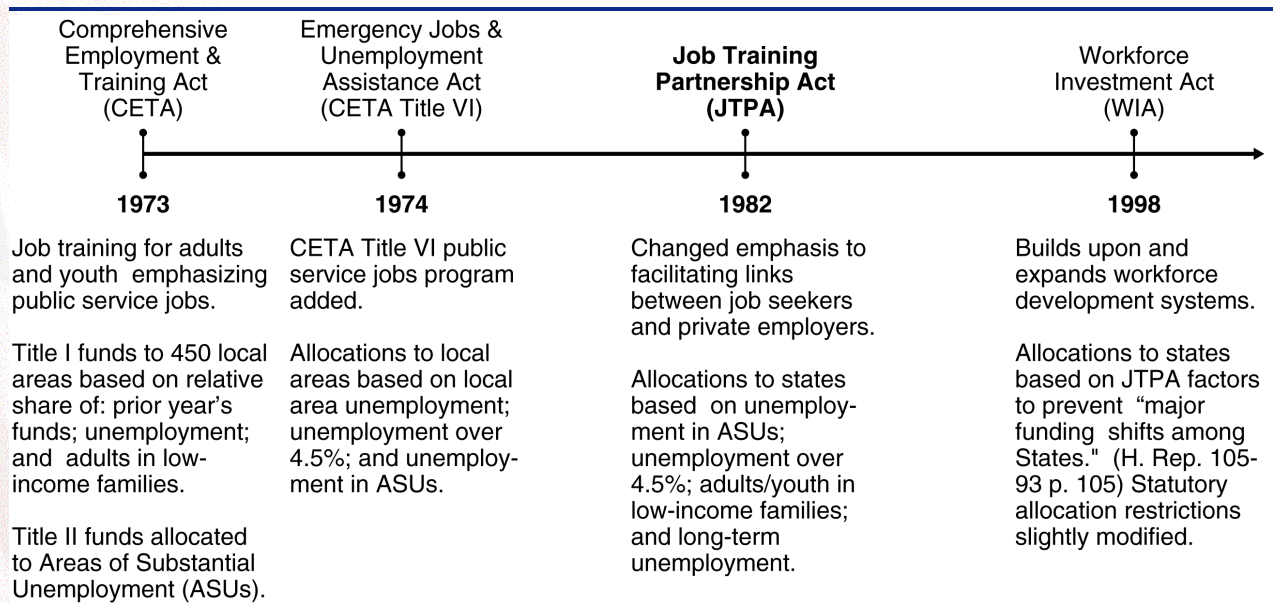 Comprehensive
Employment &
Training Act
(CETA)
1973
Job training for adults
and youth emphasizing
public service jobs.
Title I funds to 450 local
areas based on relative
share of: prior year's
funds; unemployment;
and adults in low-
income families.
Title II funds allocated
to Areas of Substantial
Unemployment (ASUs).
Emergency Jobs &
Unemployment
Assistance Act
(CETA Title VI)
1974
CETA Title VI public
service jobs program
added.
Allocations to local
areas based on local
area unemployment;
unemployment over
4.5%; and unemploy-
ment in ASUs.
Job Training
Partnership Act
(JTPA)
1982
Changed emphasis to
facilitating links
between job seekers
and private employers.
Allocations to states
based on unemploy-
ment in ASUs;
unemployment over
4.5%; adults/youth in
low-income families;
and long-term
unemployment.
Workforce
Investment Act
(WIA)
1998
Builds upon and
expands workforce
development systems.
Allocations to states
based on JTPA factors
to prevent “major
funding shifts among
States." (H. Rep. 105-
93 p. 105) Statutory
allocation restrictions
slightly modified.